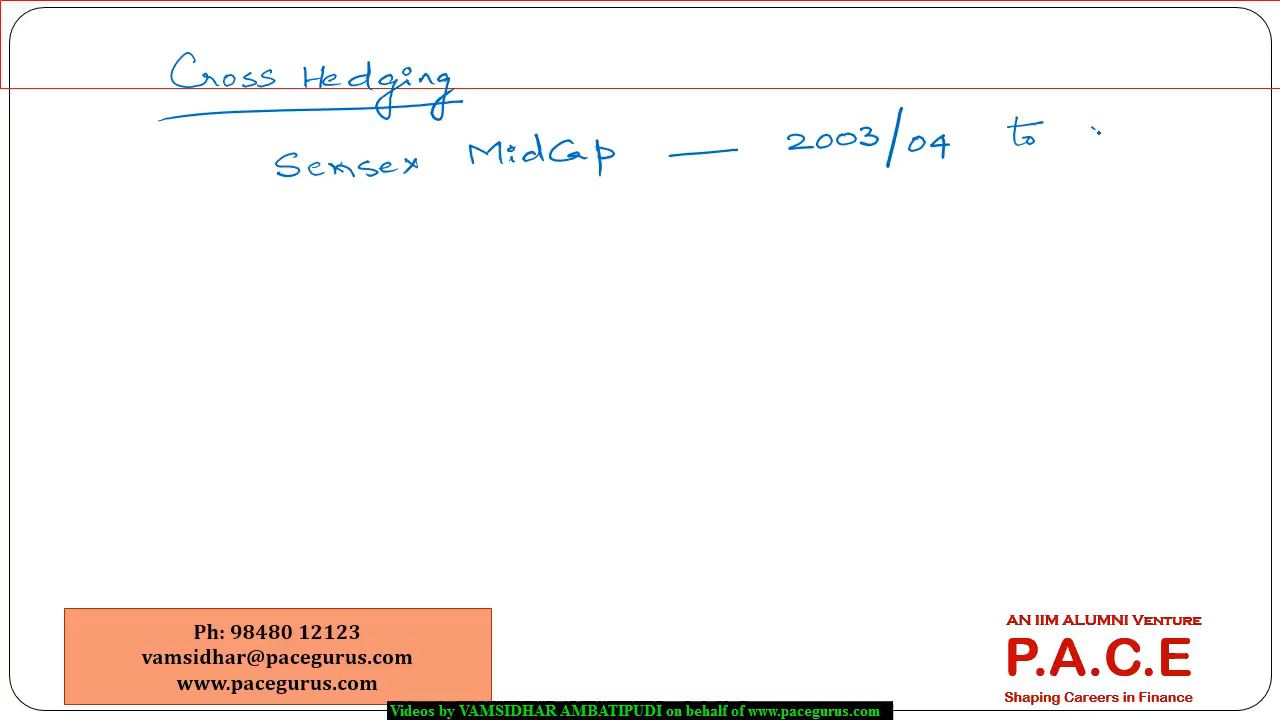 Cross Hedging
Sensex MidCap — 2003/04 to
Ph: 98480 12123
vamsidhar@pacegurus.com
www.pacegurus.com
AN IIM ALUMNI VENTURE
P.A.C.E
Shaping Careers in Finance
Videos by VAMSIDHAR AMBATIPUDI on behalf of www.pacegurus.com